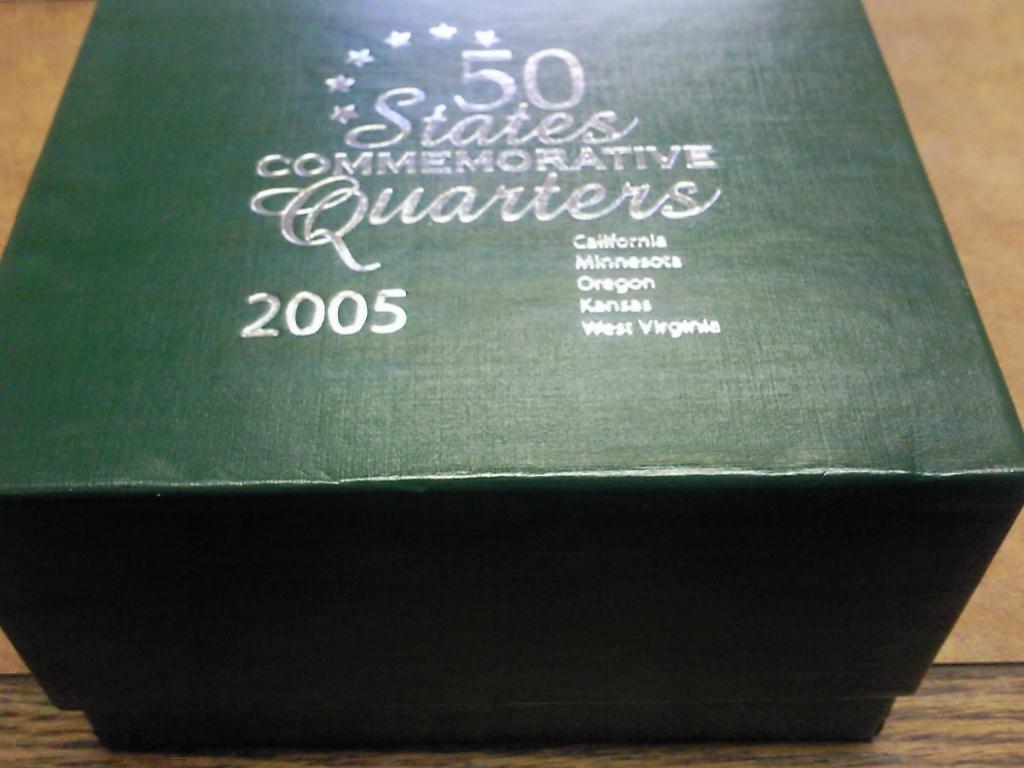 50
States
COMMEMORATIVE
Quarters
2005
California
Minnesota
Oregon
Kansas
West Virginia